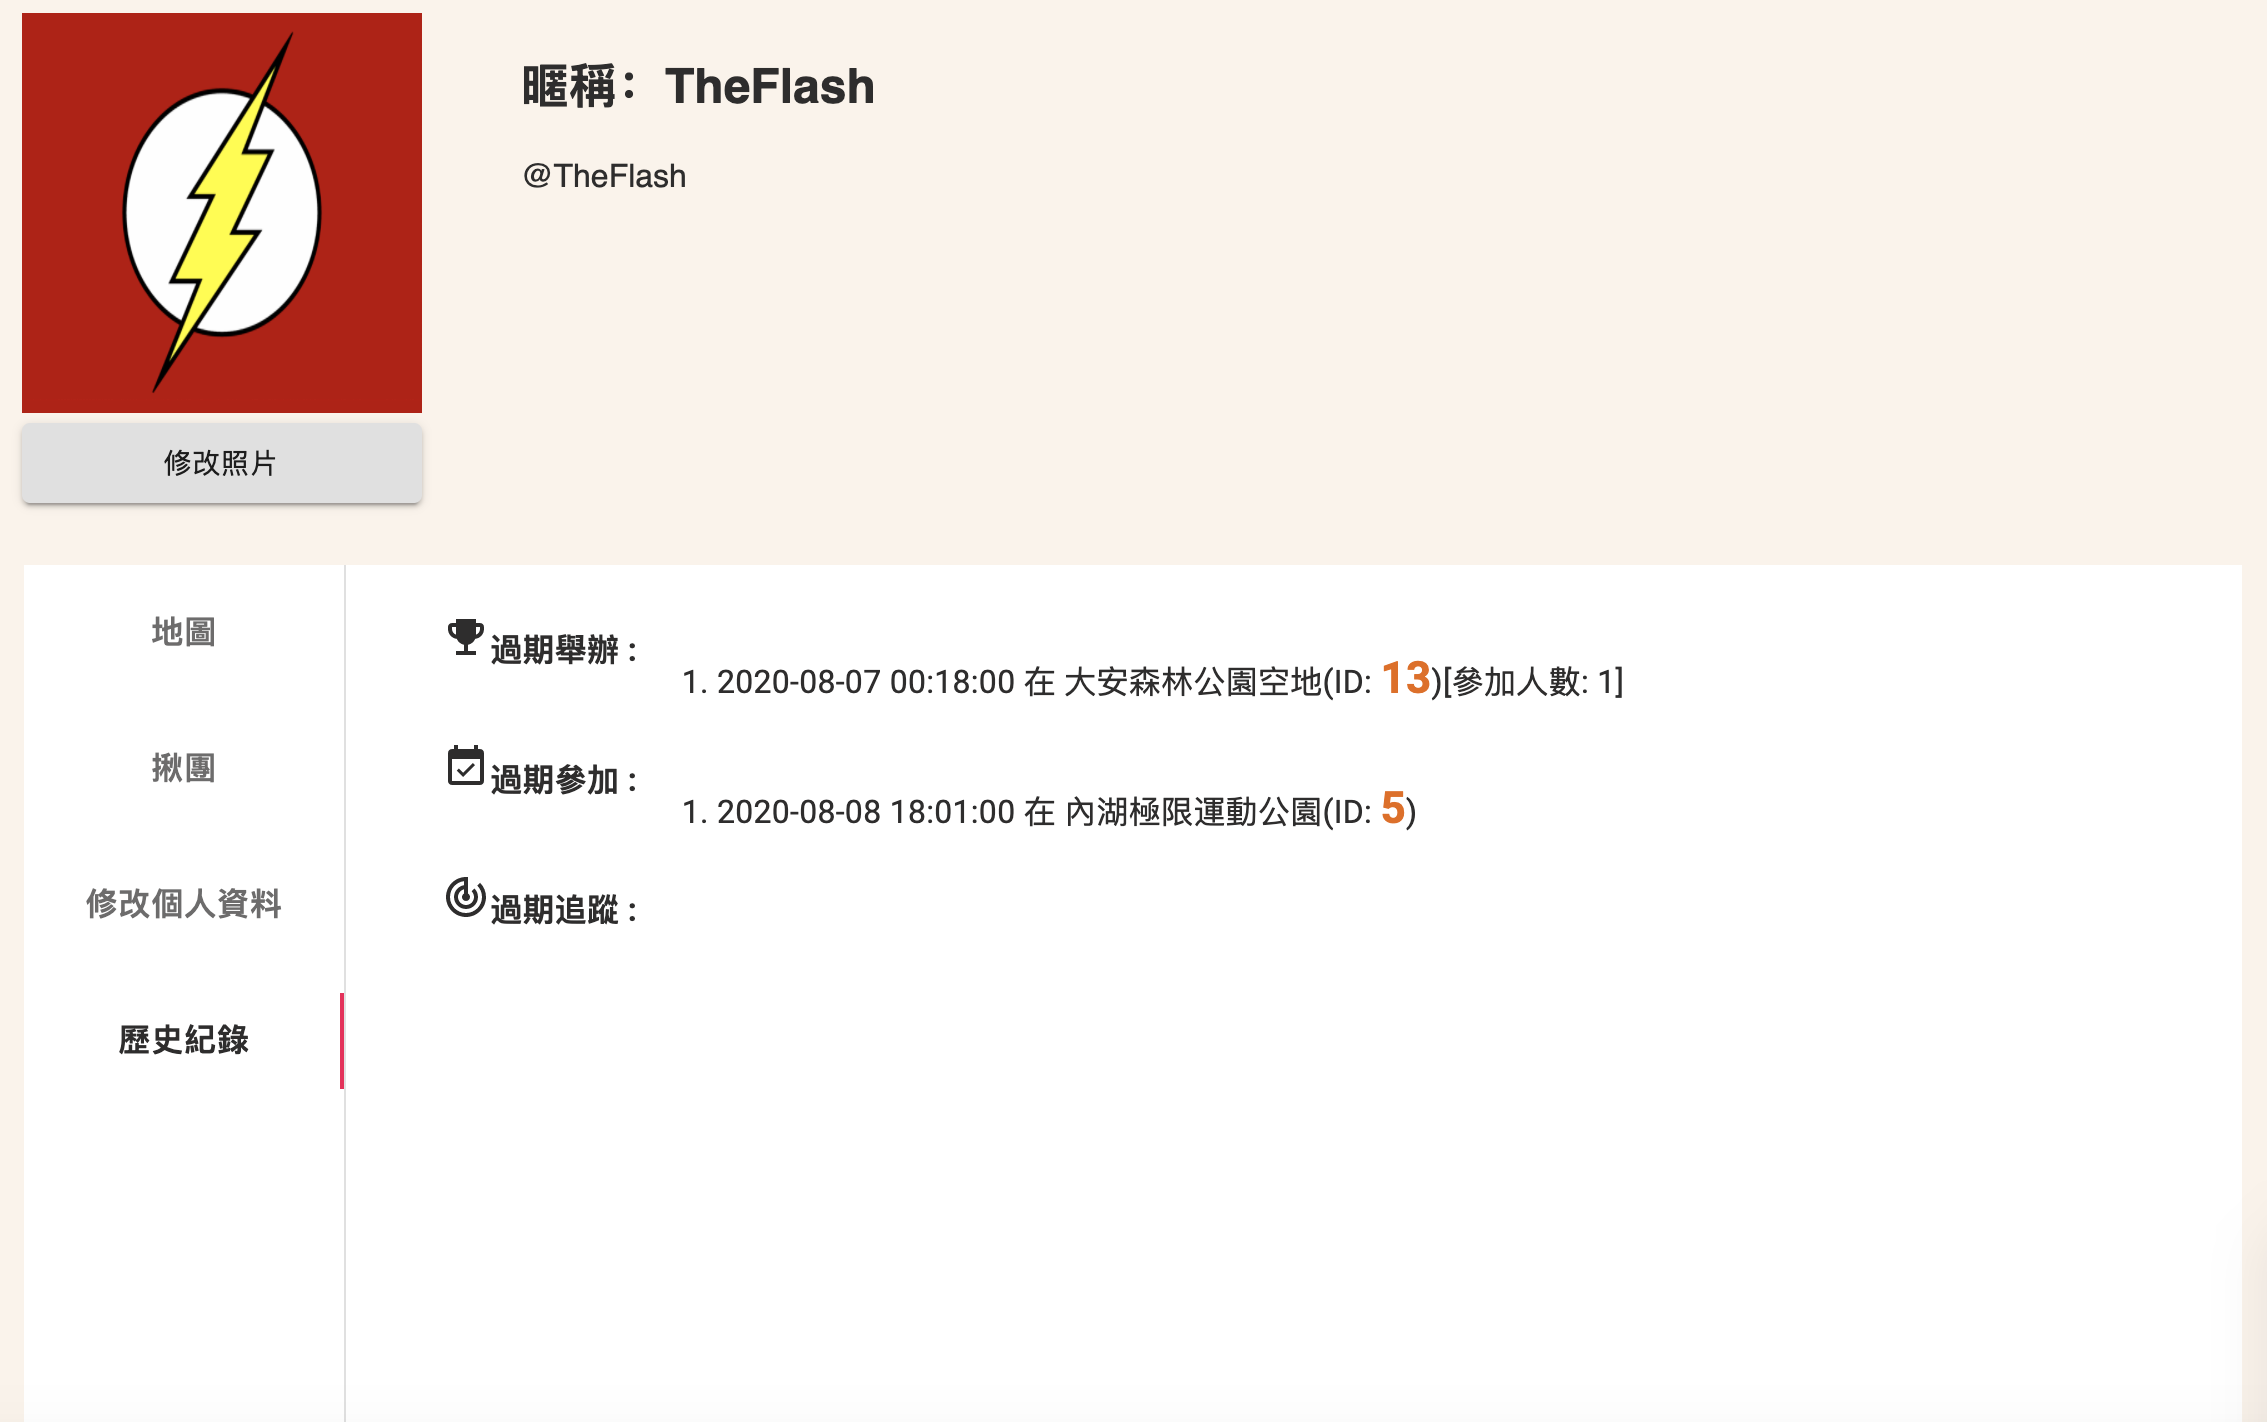 暱稱：TheFlash
@TheFlash
修改照片
地圖
揪團
修改個人資料
歷史紀錄
過期舉辦 :
1. 2020-08-07 00:18:00 在 大安森林公園空地(ID: 13)[參加人數: 1]
過期參加 :
1. 2020-08-08 18:01:00 在 內湖極限運動公園(ID: 5)
過期追蹤 :